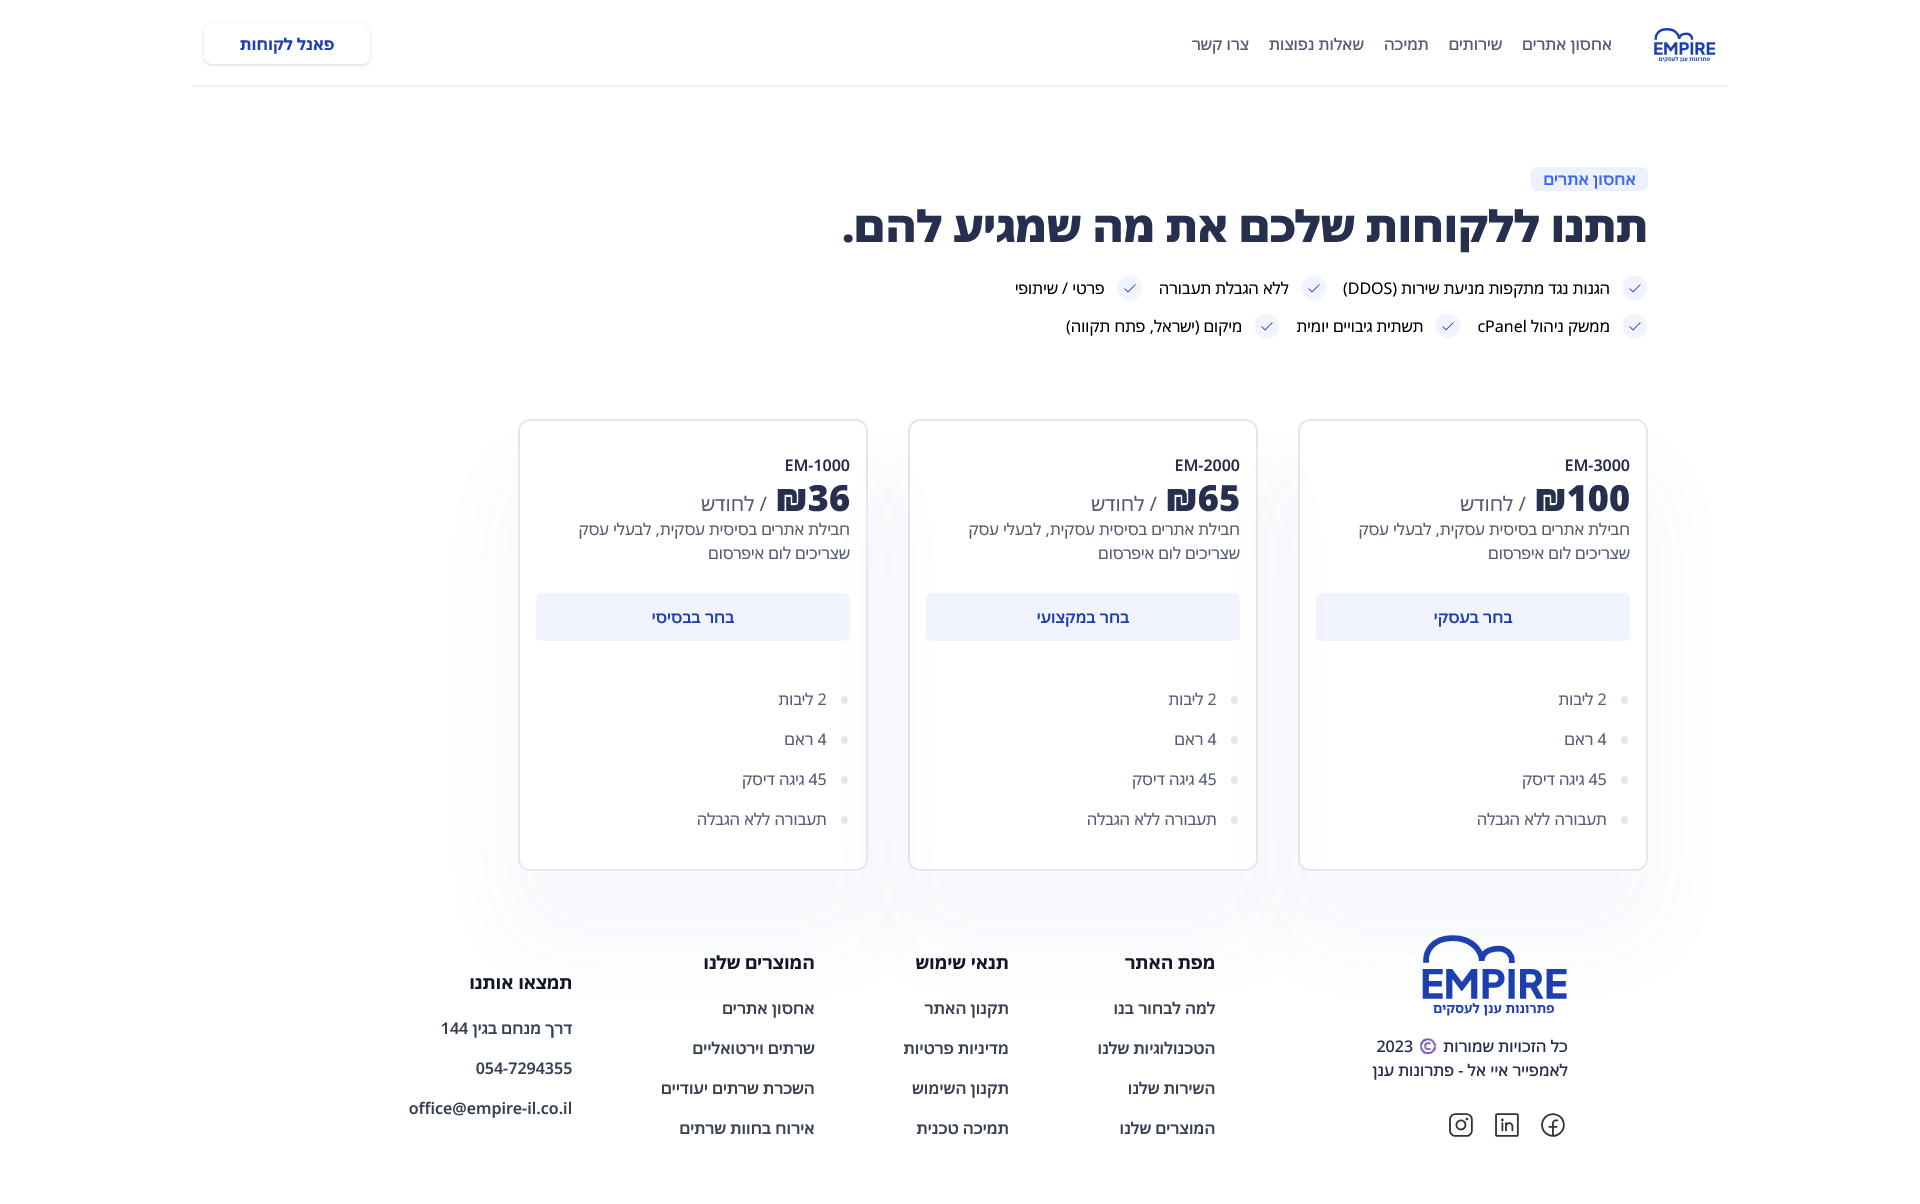 EMPIRE
פתרונות ענן לעסקים
אחסון אתרים
שירותים
תמיכה
שאלות נפוצות
צרו קשר
פאנל לקוחות
אחסון אתרים
תתנו ללקוחות שלכם את מה שמגיע להם.
הגנות נגד מתקפות מניעת שירות (DDOS)
ללא הגבלת תעבורה
פרטי / שיתופי
ממשק ניהול cPanel
תשתית גיבויים יומית
מיקום (ישראל, פתח תקווה)
EM-3000
₪100 / לחודש
חבילת אתרים בסיסית עסקית, לבעלי עסק
שצריכים לום איפרסום
בחר בעסקי
2 ליבות
4 ראם
45 גיגה דיסק
תעבורה ללא הגבלה
EM-2000
₪65 / לחודש
חבילת אתרים בסיסית עסקית, לבעלי עסק
שצריכים לום איפרסום
בחר במקצועי
2 ליבות
4 ראם
45 גיגה דיסק
תעבורה ללא הגבלה
EM-1000
₪36 / לחודש
חבילת אתרים בסיסית עסקית, לבעלי עסק
שצריכים לום איפרסום
בחר בבסיסי
2 ליבות
4 ראם
45 גיגה דיסק
תעבורה ללא הגבלה
EMPIRE
פתרונות ענן לעסקים
כל הזכויות שמורות © 2023
לאמפייר איי אל - פתרונות ענן
מפת האתר
למה לבחור בנו
הטכנולוגיות שלנו
השירות שלנו
המוצרים שלנו
תנאי שימוש
תקנון האתר
מדיניות פרטיות
תקנון השימוש
תמיכה טכנית
המוצרים שלנו
אחסון אתרים
שרתים וירטואליים
השכרת שרתים יעודיים
אירוח בחוות שרתים
תמצאו אותנו
דרך מנחם בגין 144
054-7294355
office@empire-il.co.il